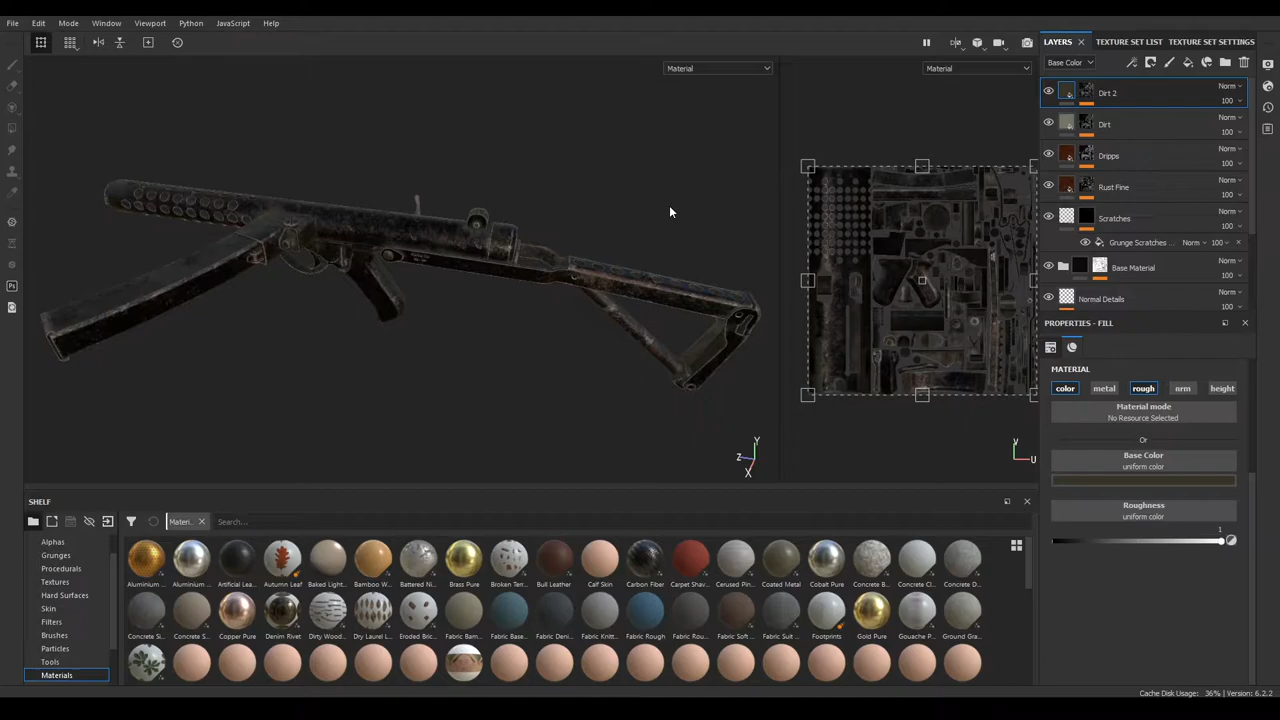 File Edit Mode Window Viewport Python JavaScript Help
LAYERS TEXTURE SET LIST TEXTURE SET SETTINGS
Material Material
Base Color
Dirt 2 Norm 100
Dirt Norm 100
Dripps Norm 100
Rust Fine Norm 100
Scratches Norm 100
Grunge Scratches ... Norm 100
Base Material Norm 100
Normal Details Norm 100
PROPERTIES - FILL
MATERIAL
color metal rough nrm height
Material mode
No Resource Selected
Or
Base Color
uniform color
Roughness
uniform color
1
Y
Z
X
V
U
SHELF
Ps
Materi... Search...
Alphas
Grunges
Procedurals
Textures
Hard Surfaces
Skin
Filters
Brushes
Particles
Tools
Materials
Aluminium ... Aluminium ... Artificial Lea... Autumn Leaf Baked Light... Bamboo W... Battered Ni... Brass Pure Broken Terr... Bull Leather Calf Skin Carbon Fiber Carpet Shav... Cerused Pin... Coated Metal Cobalt Pure Concrete B... Concrete Cl... Concrete D...
Concrete S... Concrete S... Copper Pure Denim Rivet Dirty Wood... Dry Laurel L... Eroded Bric... Fabric Bam... Fabric Base... Fabric Deni... Fabric Knitt... Fabric Rough Fabric Rou... Fabric Soft ... Fabric Suit ... Footprints Gold Pure Gouache P... Ground Gra...
Cache Disk Usage: 36% | Version: 6.2.2